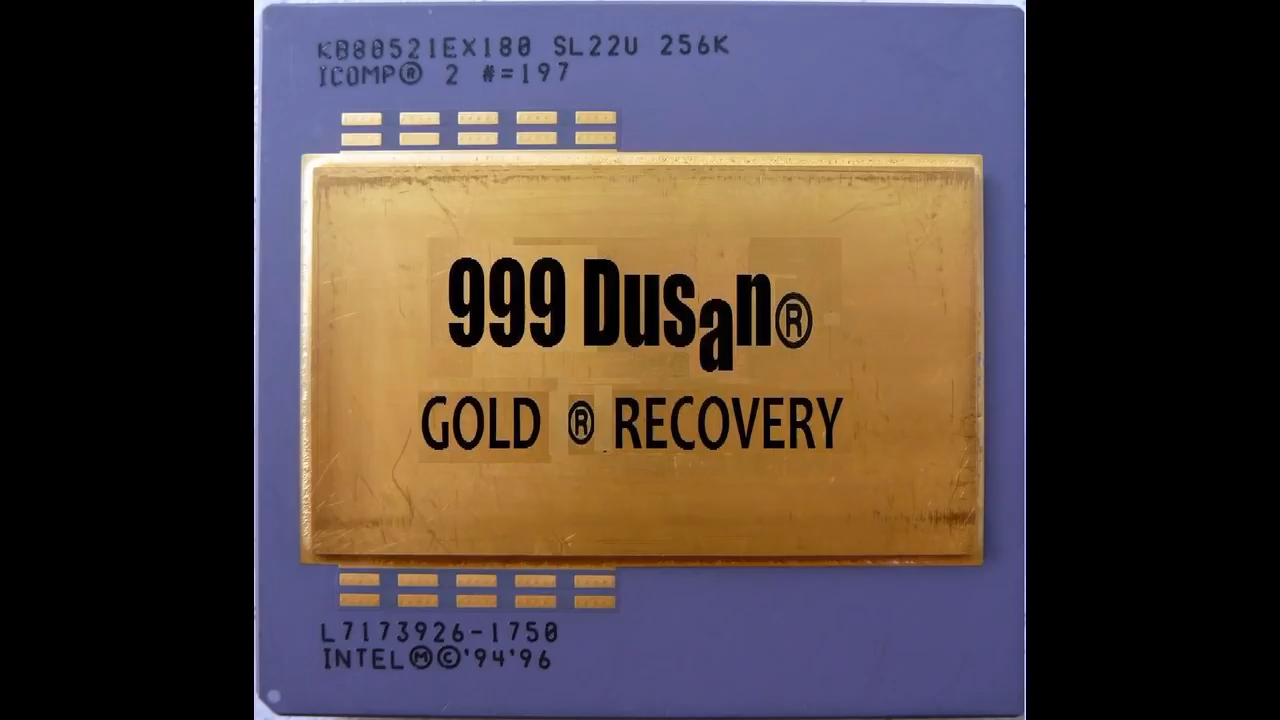 KB80521EX180 SL22U 256K
ICOMP® 2 #=197
999 Dusan®
GOLD ® RECOVERY
L7173926-1750
INTEL Ⓜ©'94'96